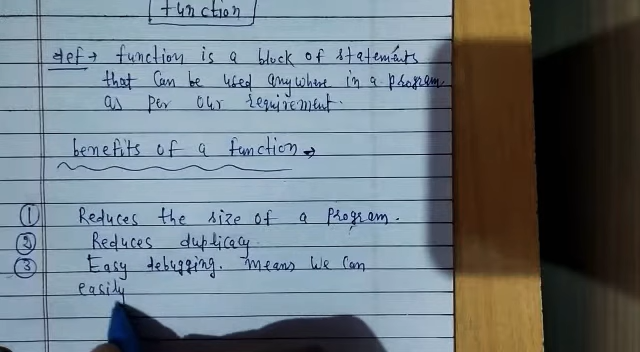 function
def → function is a block of statements
that can be used anywhere in a program
as per our requirement.
benefits of a function →
① Reduces the size of a program.
② Reduces duplicacy
③ Easy debugging. means we can
easily